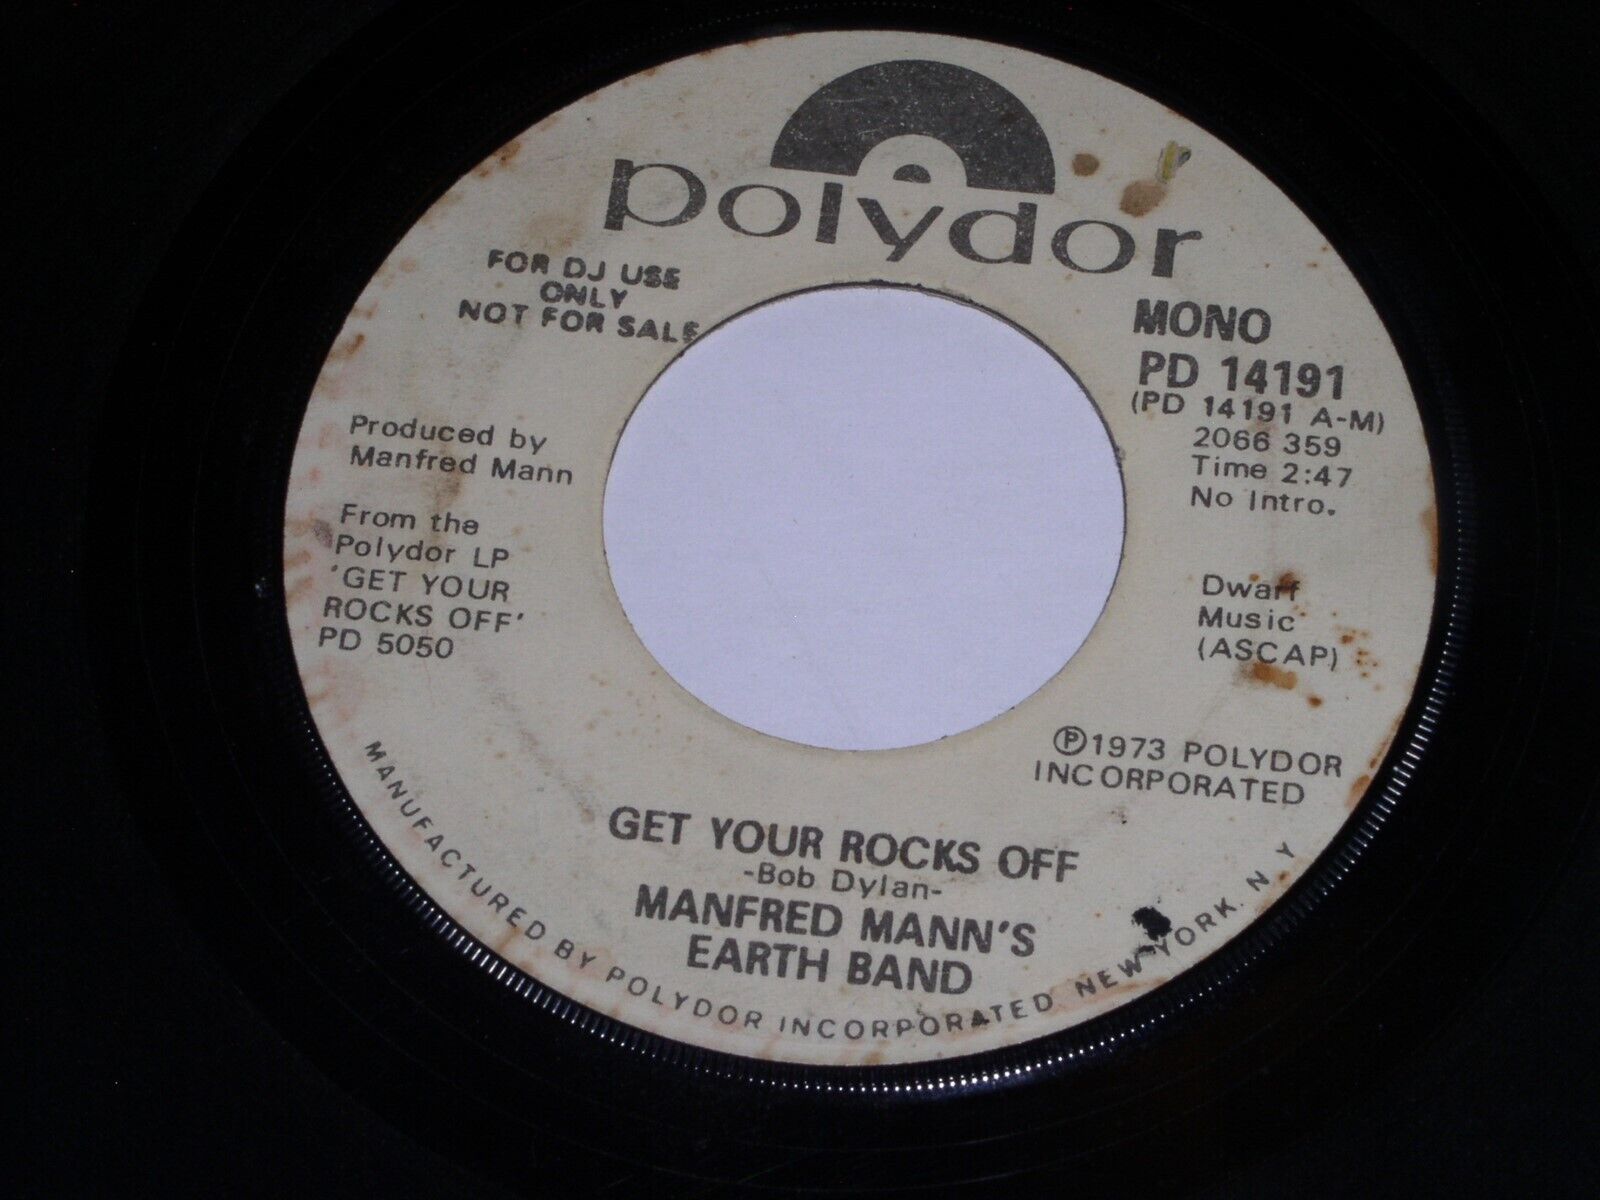 polydor
FOR DJ USE
ONLY
NOT FOR SALE
MONO
PD 14191
(PD 14191 A-M)
2066 359
Time 2:47
No Intro.
Produced by
Manfred Mann
From the
Polydor LP
'GET YOUR
ROCKS OFF'
PD 5050
Dwarf
Music
(ASCAP)
Ⓟ1973 POLYDOR
INCORPORATED
GET YOUR ROCKS OFF
-Bob Dylan-
MANFRED MANN'S
EARTH BAND
MANUFACTURED BY POLYDOR INCORPORATED NEW YORK. N Y